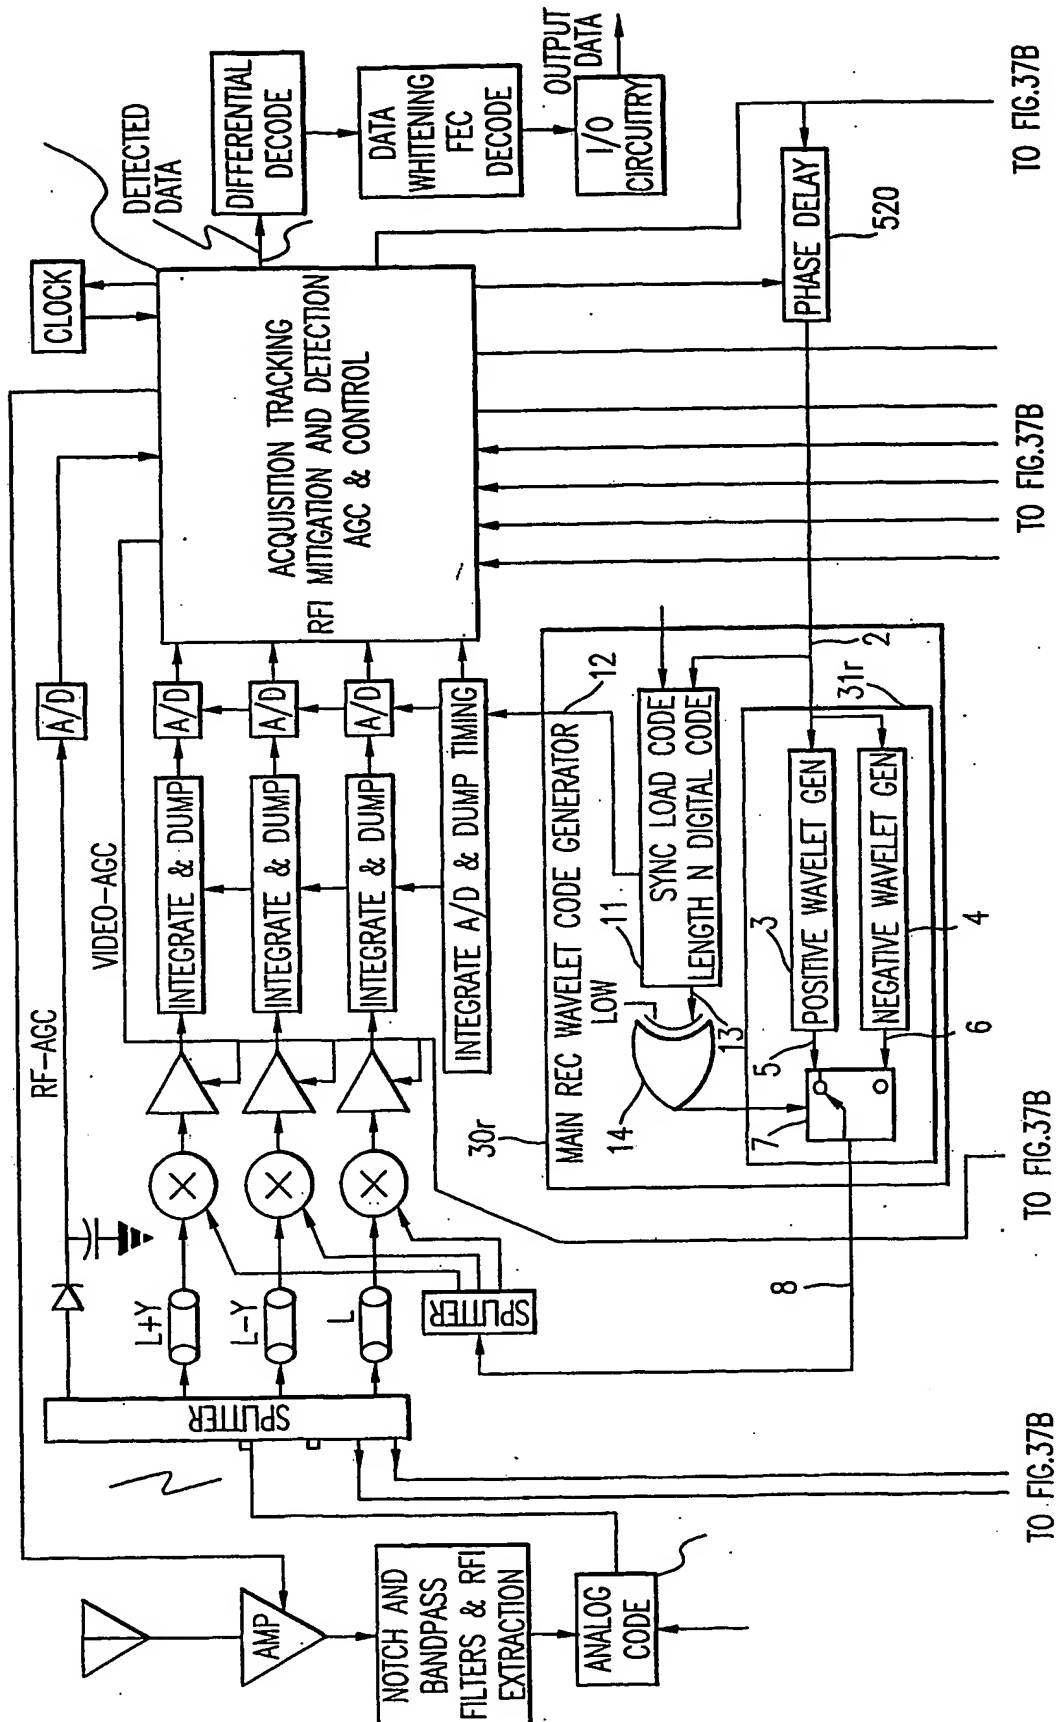 TO FIG.37B
OUTPUT
DATA
DIFFERENTIAL
DECODE
DATA
WHITENING
FEC
DECODE
I/O
CIRCUITRY
DETECTED
DATA
CLOCK
PHASE DELAY
520
ACQUISITION TRACKING
RFI MITIGATION AND DETECTION
AGC & CONTROL
TO FIG.37B
A/D
A/D
A/D
A/D
RF-AGC
VIDEO-AGC
INTEGRATE & DUMP
INTEGRATE & DUMP
INTEGRATE & DUMP
INTEGRATE A/D & DUMP TIMING
12
2
31r
MAIN REC WAVELET CODE GENERATOR
SYNC LOAD CODE
LENGTH N DIGITAL CODE
11
LOW
13
13
14
30r
POSITIVE WAVELET GEN
3
NEGATIVE WAVELET GEN
4
5
6
7
8
TO FIG.37B
L+Y
L-Y
L
SPLITTER
SPLITTER
TO FIG.37B
AMP
NOTCH AND
BANDPASS
FILTERS & RFI
EXTRACTION
ANALOG
CODE